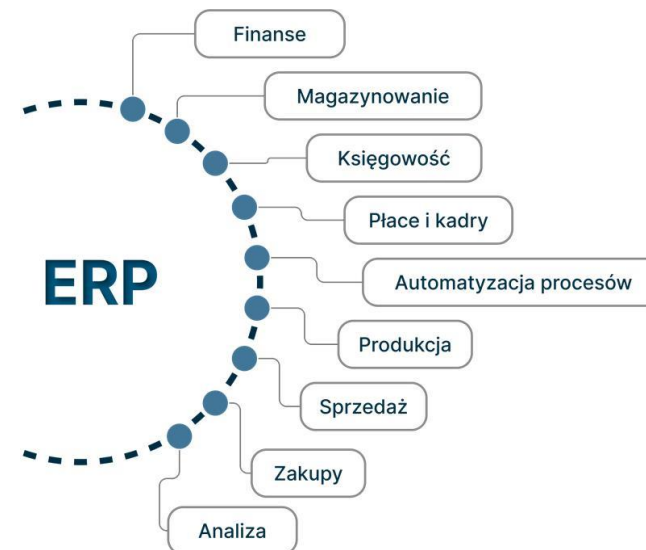 Finanse
Magazynowanie
Księgowość
Płace i kadry
ERP
Automatyzacja procesów
Produkcja
Sprzedaż
Zakupy
Analiza